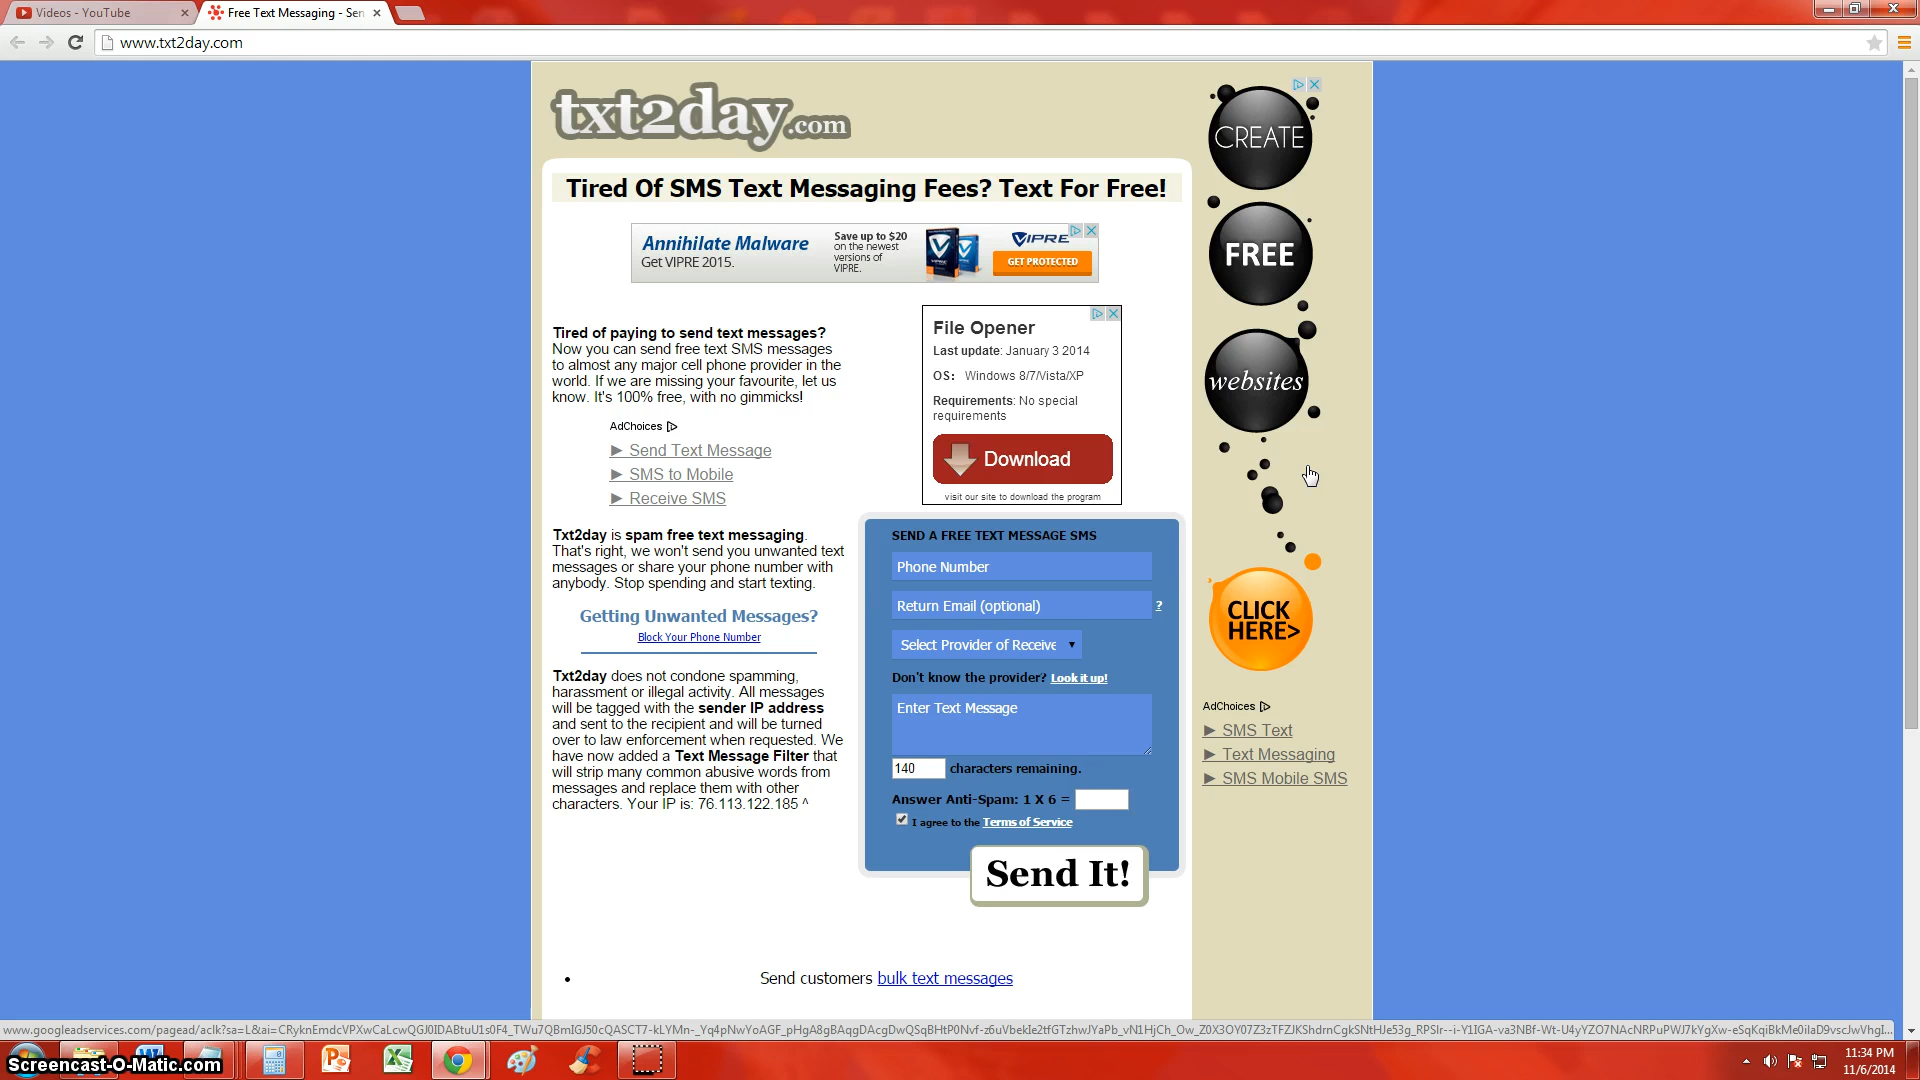 Videos - YouTube
Free Text Messaging - Sen
www.txt2day.com
txt2day.com
Tired Of SMS Text Messaging Fees? Text For Free!
Annihilate Malware
Get VIPRE 2015.
Save up to $20
on the newest
versions of
VIPRE.
VIPRE
GET PROTECTED
Tired of paying to send text messages?
Now you can send free text SMS messages
to almost any major cell phone provider in the
world. If we are missing your favourite, let us
know. It's 100% free, with no gimmicks!
AdChoices
► Send Text Message
► SMS to Mobile
► Receive SMS
File Opener
Last update: January 3 2014
OS: Windows 8/7/Vista/XP
Requirements: No special
requirements
Download
visit our site to download the program
Txt2day is spam free text messaging.
That's right, we won't send you unwanted text
messages or share your phone number with
anybody. Stop spending and start texting.
Getting Unwanted Messages?
Block Your Phone Number
Txt2day does not condone spamming,
harassment or illegal activity. All messages
will be tagged with the sender IP address
and sent to the recipient and will be turned
over to law enforcement when requested. We
have now added a Text Message Filter that
will strip many common abusive words from
messages and replace them with other
characters. Your IP is: 76.113.122.185 ^
SEND A FREE TEXT MESSAGE SMS
Phone Number
Return Email (optional)
?
Select Provider of Receive
Don't know the provider? Look it up!
Enter Text Message
140 characters remaining.
Answer Anti-Spam: 1 X 6 =
I agree to the Terms of Service
Send It!
• Send customers bulk text messages
CREATE
FREE
websites
CLICK
HERE>
AdChoices
► SMS Text
► Text Messaging
► SMS Mobile SMS
Screencast-O-Matic.com
11:34 PM
11/6/2014